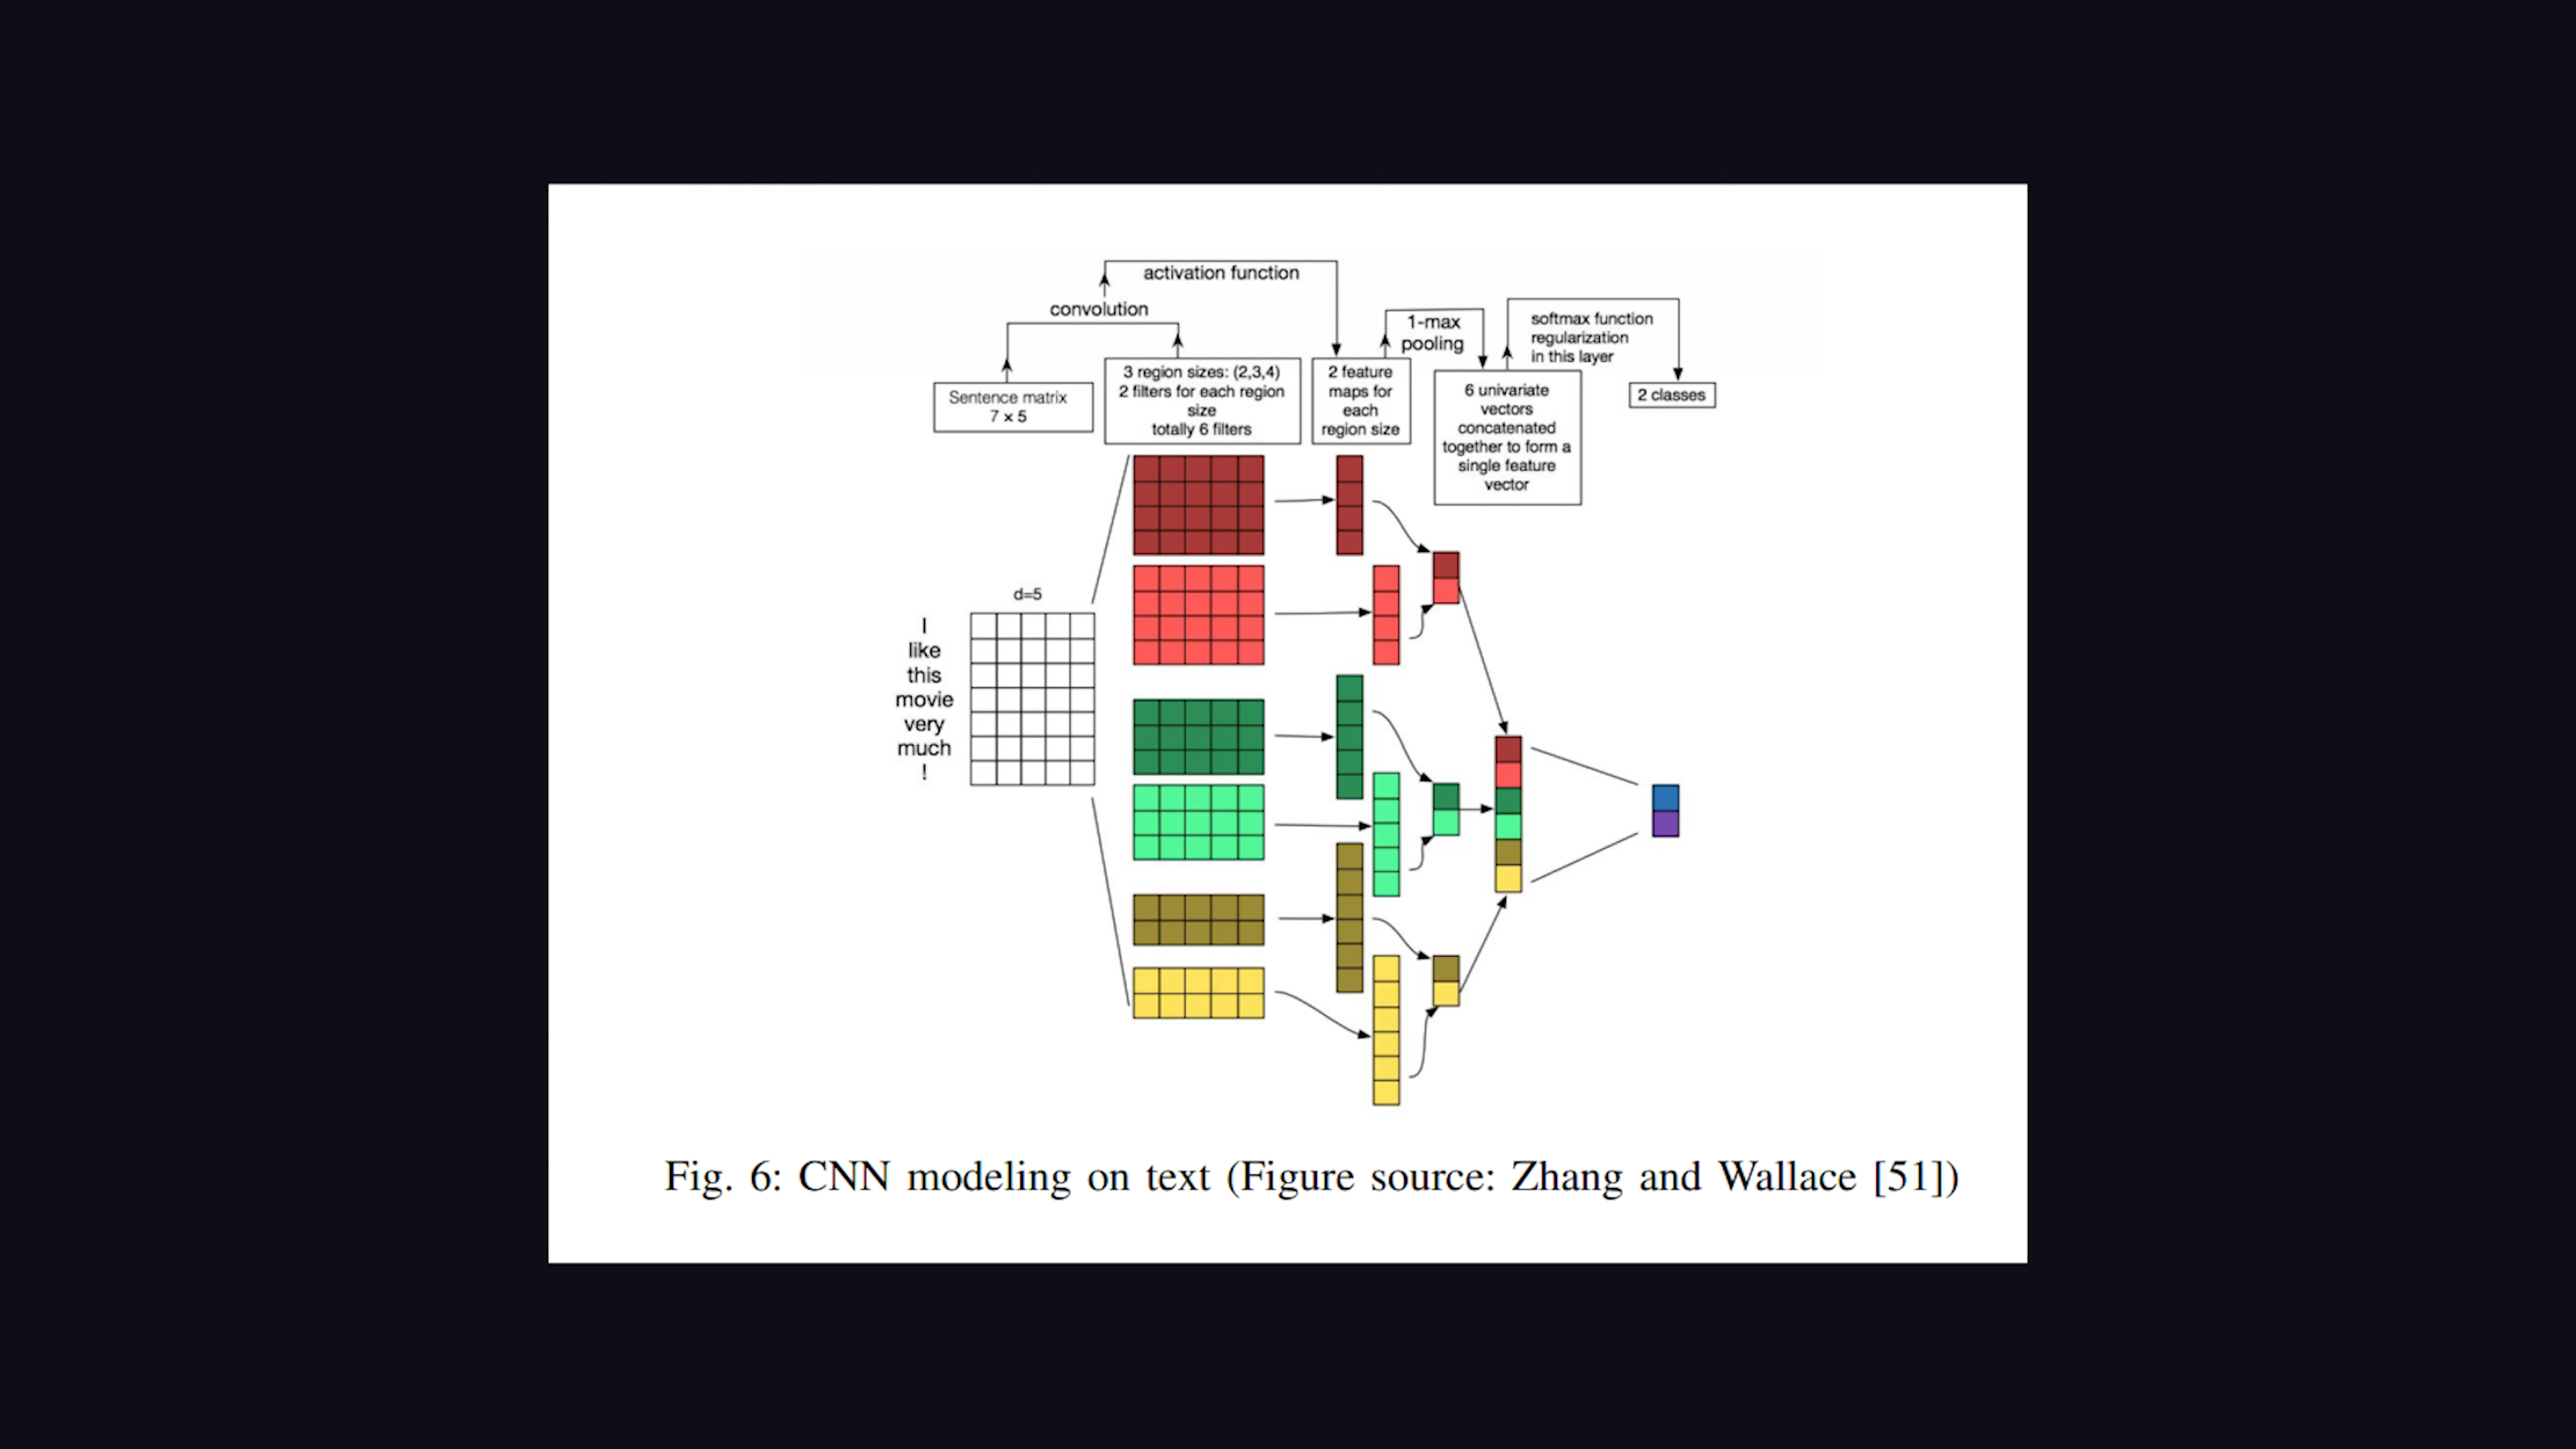 activation function
convolution
1-max
pooling
softmax function
regularization
in this layer
Sentence matrix
7 × 5
3 region sizes: (2,3,4)
2 filters for each region
size
totally 6 filters
2 feature
maps for
each
region size
6 univariate
vectors
concatenated
together to form a
single feature
vector
2 classes
d=5
I
like
this
movie
very
much
!
Fig. 6: CNN modeling on text (Figure source: Zhang and Wallace [51])